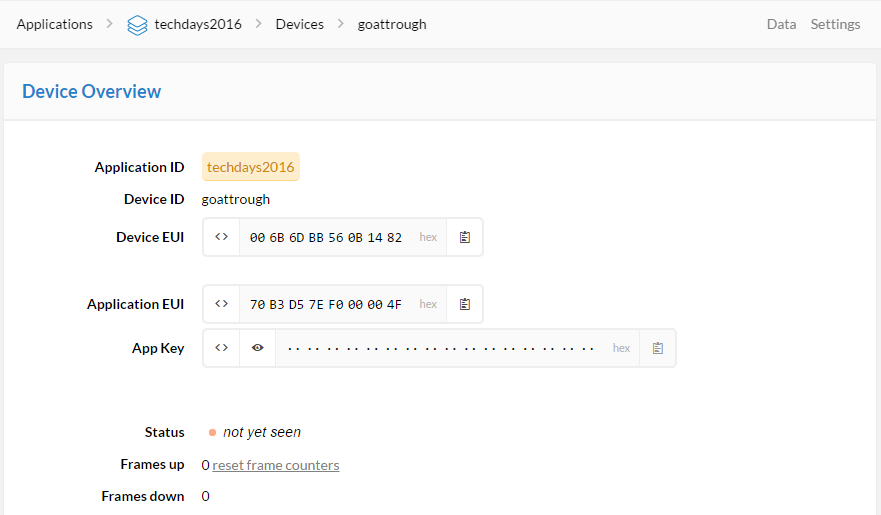 Applications > techdays2016 > Devices > goattrough Data Settings
Device Overview
Application ID techdays2016
Device ID goattrough
Device EUI <> 00 6B 6D BB 56 0B 14 82 hex
Application EUI <> 70 B3 D5 7E F0 00 00 4F hex
App Key <> ·· ·· ·· ·· ·· ·· ·· ·· ·· ·· ·· ·· ·· ·· ·· ·· hex
Status not yet seen
Frames up 0 reset frame counters
Frames down 0